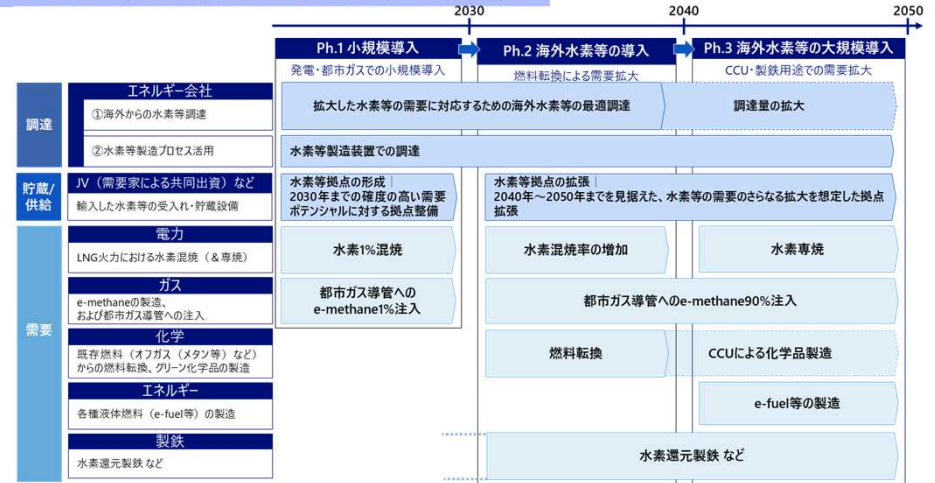 2030
2040
2050
Ph.1 小規模導入
Ph.2 海外水素等の導入
Ph.3 海外水素等の大規模導入
発電・都市ガスでの小規模導入
燃料転換による需要拡大
CCU・製鉄用途での需要拡大
調達
エネルギー会社
①海外からの水素等調達
拡大した水素等の需要に対応するための海外水素等の最適調達
調達量の拡大
②水素等製造プロセス活用
水素等製造装置での調達
貯蔵/
供給
JV(需要家による共同出資)など
輸入した水素等の受入れ・貯蔵設備
水素等拠点の形成|
2030年までの確度の高い需要
ポテンシャルに対する拠点整備
水素等拠点の拡張|
2040年~2050年までを見据えた、水素等の需要のさらなる拡大を想定した拠点
拡張
需要
電力
LNG火力における水素混焼(&専焼)
水素1%混焼
水素混焼率の増加
水素専焼
ガス
e-methaneの製造、
および都市ガス導管への注入
都市ガス導管への
e-methane1%注入
都市ガス導管へのe-methane90%注入
化学
既存燃料(オフガス(メタン等)など)
からの燃料転換、グリーン化学品の製造
燃料転換
CCUによる化学品製造
エネルギー
各種液体燃料(e-fuel等)の製造
e-fuel等の製造
製鉄
水素還元製鉄 など
水素還元製鉄 など